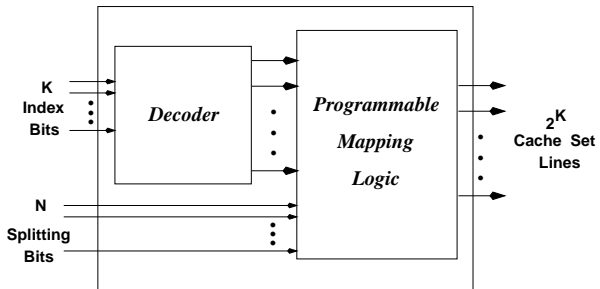 K
Index
Bits
Decoder
Programmable
Mapping
Logic
2K
Cache Set
Lines
N
Splitting
Bits